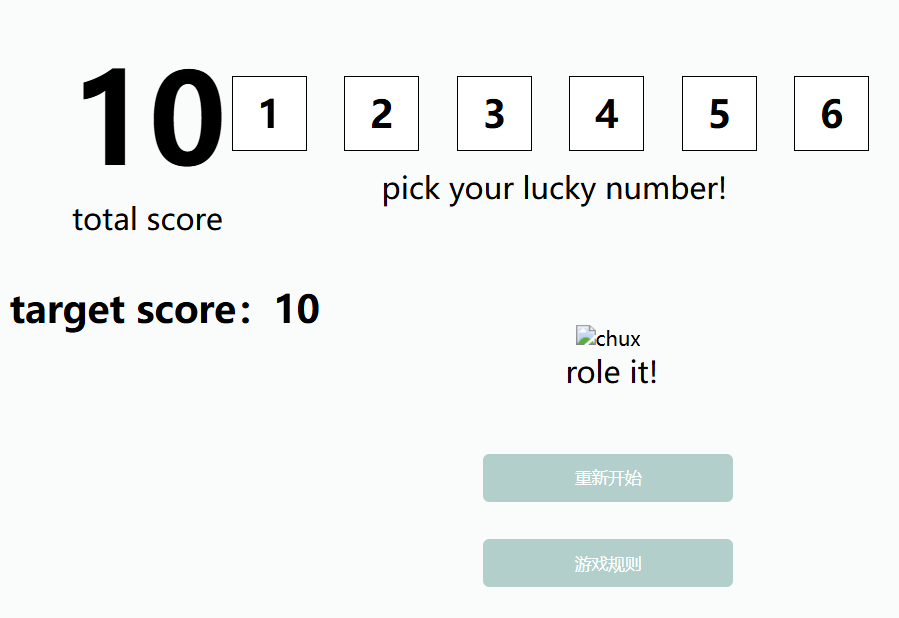 10
1 2 3 4 5 6
pick your lucky number!
total score
target score：10
chux
role it!
重新开始
游戏规则